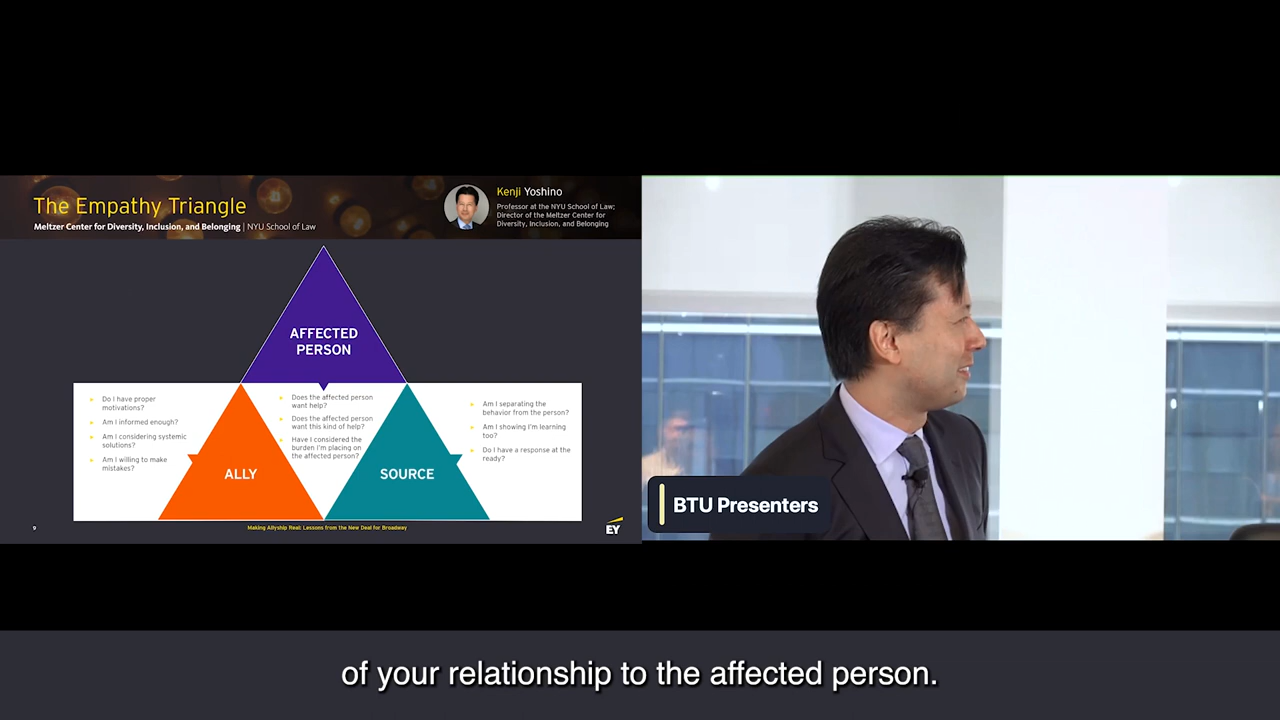 The Empathy Triangle
Meltzer Center for Diversity, Inclusion, and Belonging | NYU School of Law
Kenji Yoshino
Professor at the NYU School of Law;
Director of the Meltzer Center for
Diversity, Inclusion, and Belonging
AFFECTED
PERSON
Do I have proper
motivations?
Am I informed enough?
Am I considering systemic
solutions?
Am I willing to make
mistakes?
ALLY
Does the affected person
want help?
Does the affected person
want this kind of help?
Have I considered the
burden I'm placing on
the affected person?
SOURCE
Am I separating the
behavior from the person?
Am I showing I'm learning
too?
Do I have a response at the
ready?
9
Making Allyship Real: Lessons from the New Deal for Broadway
EY
BTU Presenters
of your relationship to the affected person.